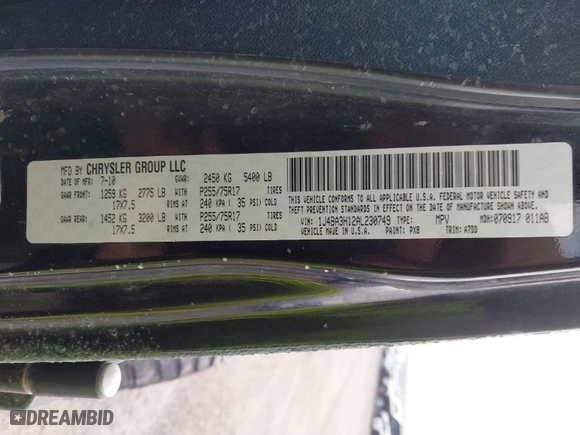 MFD BY CHRYSLER GROUP LLC
DATE OF MFR: 7-10 GVWR: 2450 KG 5400 LB
GAWR FRONT: 1259 KG 2775 LB WITH P255/75R17 TIRES
17X7.5 RIMS AT: 240 KPA ( 35 PSI) COLD
GAWR REAR: 1452 KG 3200 LB WITH P255/75R17 TIRES
17X7.5 RIMS AT: 240 KPA ( 35 PSI) COLD
THIS VEHICLE CONFORMS TO ALL APPLICABLE U.S.A. FEDERAL MOTOR VEHICLE SAFETY,
BUMPER, AND THEFT PREVENTION STANDARDS IN EFFECT ON THE DATE OF
MANUFACTURE SHOWN ABOVE.
VIN: 1J4BA3H12AL230749 TYPE: MPV MDH: 070917 011AB
VEHICLE MADE IN U.S.A. PAINT: PXB TRIM: A7DD
DREAMBID